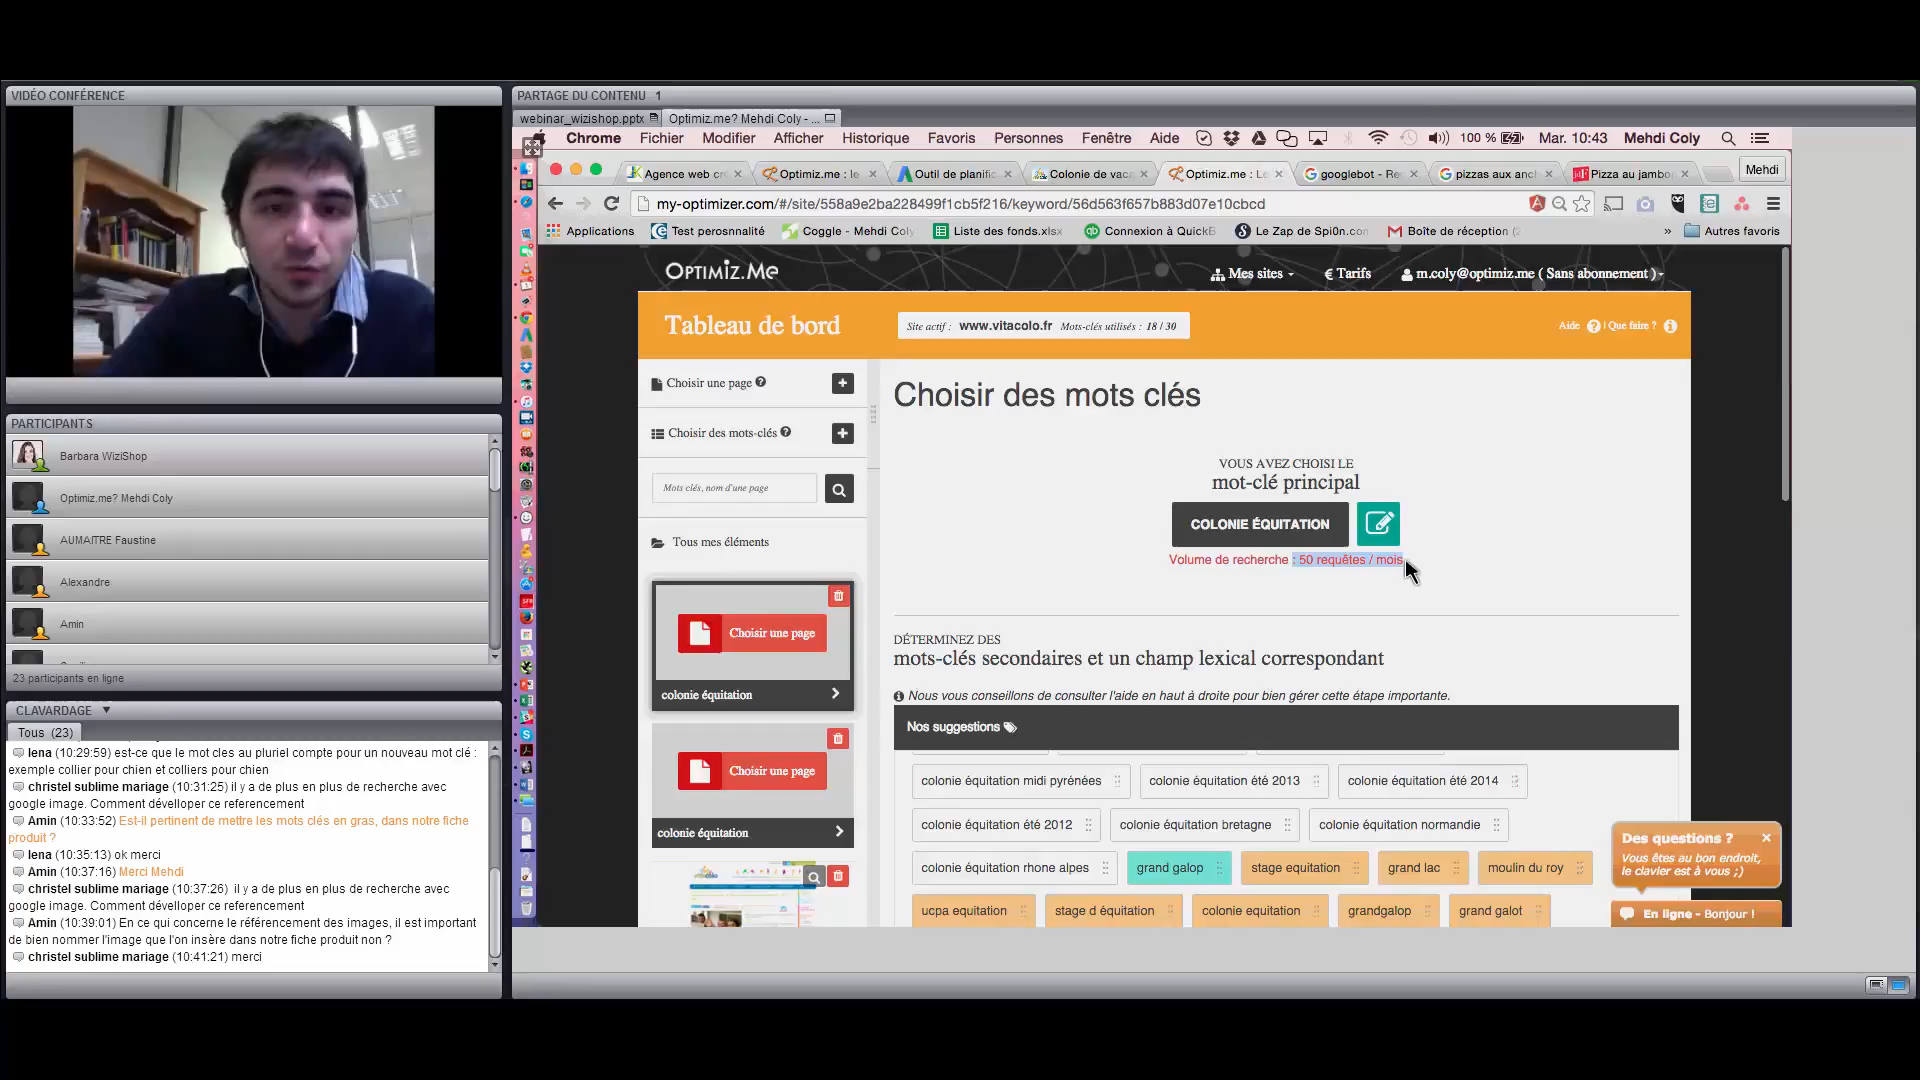 VIDÉO CONFÉRENCE
PARTICIPANTS
Barbara WiziShop
Optimiz.me? Mehdi Coly
AUMAITRE Faustine
Alexandre
Amin
23 participants en ligne
CLAVARDAGE
Tous (23)
lena (10:29:59) est-ce que le mot cles au pluriel compte pour un nouveau mot clé :
exemple collier pour chien et colliers pour chien
christel sublime mariage (10:31:25) il y a de plus en plus de recherche avec
google image. Comment dévelloper ce referencement
Amin (10:33:52) Est-il pertinent de mettre les mots clés en gras, dans notre fiche
produit ?
lena (10:35:13) ok merci
Amin (10:37:16) Merci Mehdi
christel sublime mariage (10:37:26) il y a de plus en plus de recherche avec
google image. Comment dévelloper ce referencement
Amin (10:39:01) En ce qui concerne le référencement des images, il est important
de bien nommer l'image que l'on insère dans notre fiche produit non ?
christel sublime mariage (10:41:21) merci
PARTAGE DU CONTENU 1
webinar_wizishop.pptx Optimiz.me? Mehdi Coly - ...
Chrome Fichier Modifier Afficher Historique Favoris Personnes Fenêtre Aide 100 % Mar. 10:43 Mehdi Coly
Agence web cr Optimiz.me : le Outil de planific Colonie de vaca Optimiz.me : Le googlebot - Re pizzas aux anc Pizza au jambo Mehdi
my-optimizer.com/#/site/558a9e2ba228499f1cb5f216/keyword/56d563f657b883d07e10cbcd
Applications Test perosnnalité Coggle - Mehdi Coly Liste des fonds.xlsx Connexion à QuickB Le Zap de Spi0n.com Boîte de réception (2 » Autres favoris
OPTIMIZ.ME Mes sites € Tarifs m.coly@optimiz.me ( Sans abonnement )
Tableau de bord Site actif : www.vitacolo.fr Mots-clés utilisés : 18 / 30 Aide ? | Que faire ?
Choisir une page ?
Choisir des mots-clés ?
Mots clés, nom d'une page
Tous mes éléments
Choisir une page
colonie équitation
Choisir une page
colonie équitation
Choisir des mots clés
VOUS AVEZ CHOISI LE
mot-clé principal
COLONIE ÉQUITATION
Volume de recherche : 50 requêtes / mois
DÉTERMINEZ DES
mots-clés secondaires et un champ lexical correspondant
Nous vous conseillons de consulter l'aide en haut à droite pour bien gérer cette étape importante.
Nos suggestions
colonie équitation midi pyrénées colonie équitation été 2013 colonie équitation été 2014
colonie équitation été 2012 colonie équitation bretagne colonie équitation normandie
colonie équitation rhone alpes grand galop stage equitation grand lac moulin du roy
ucpa equitation stage d équitation colonie equitation grandgalop grand galot
Des questions ? ×
Vous êtes au bon endroit,
le clavier est à vous ;)
En ligne - Bonjour !